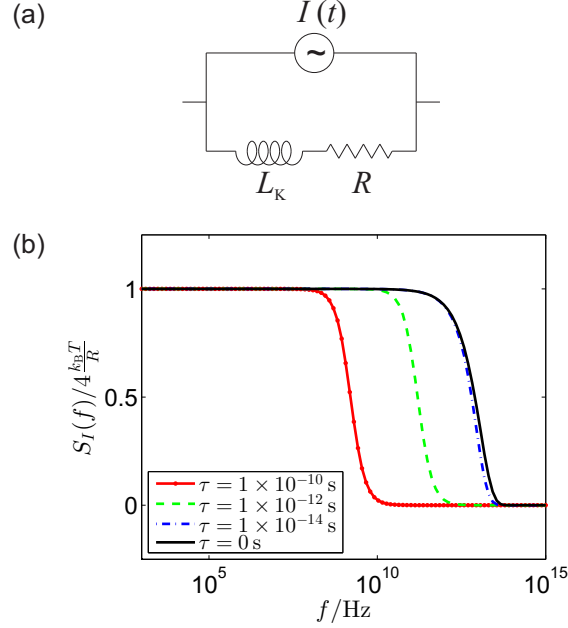 (a)
I (t)
L_K
R
(b)
S_I(f)/4 k_BT/R
1
0.5
0
τ = 1 × 10^{-10} s
τ = 1 × 10^{-12} s
τ = 1 × 10^{-14} s
τ = 0 s
10^5
10^{10}
10^{15}
f/Hz